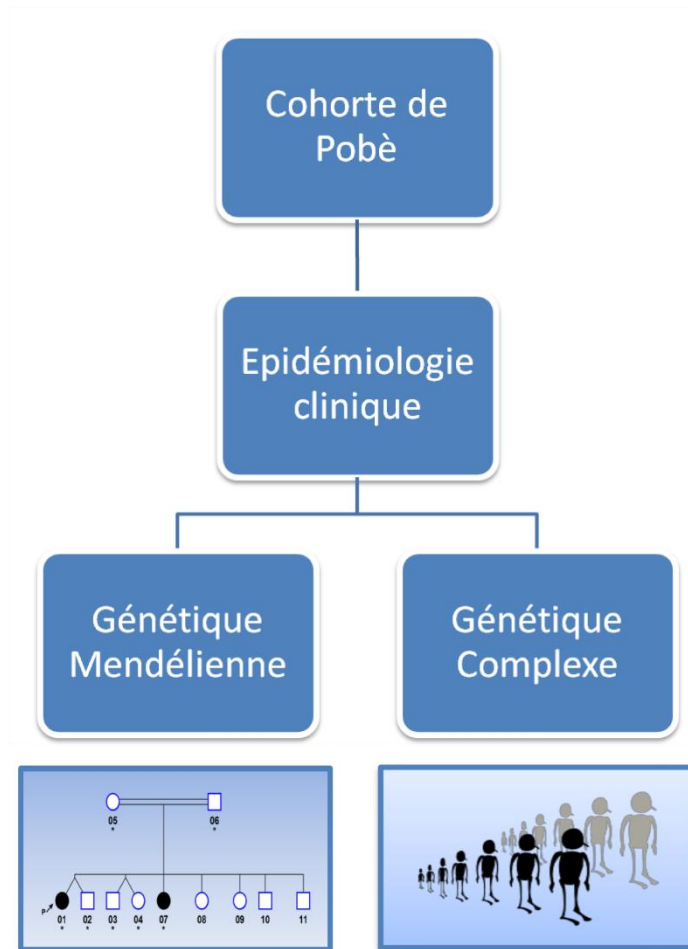 Cohorte de
Pobè
Epidémiologie
clinique
Génétique
Mendélienne
Génétique
Complexe
05
06
*
*
P
01
02
03
04
07
08
09
10
11
*
*
*
*
*